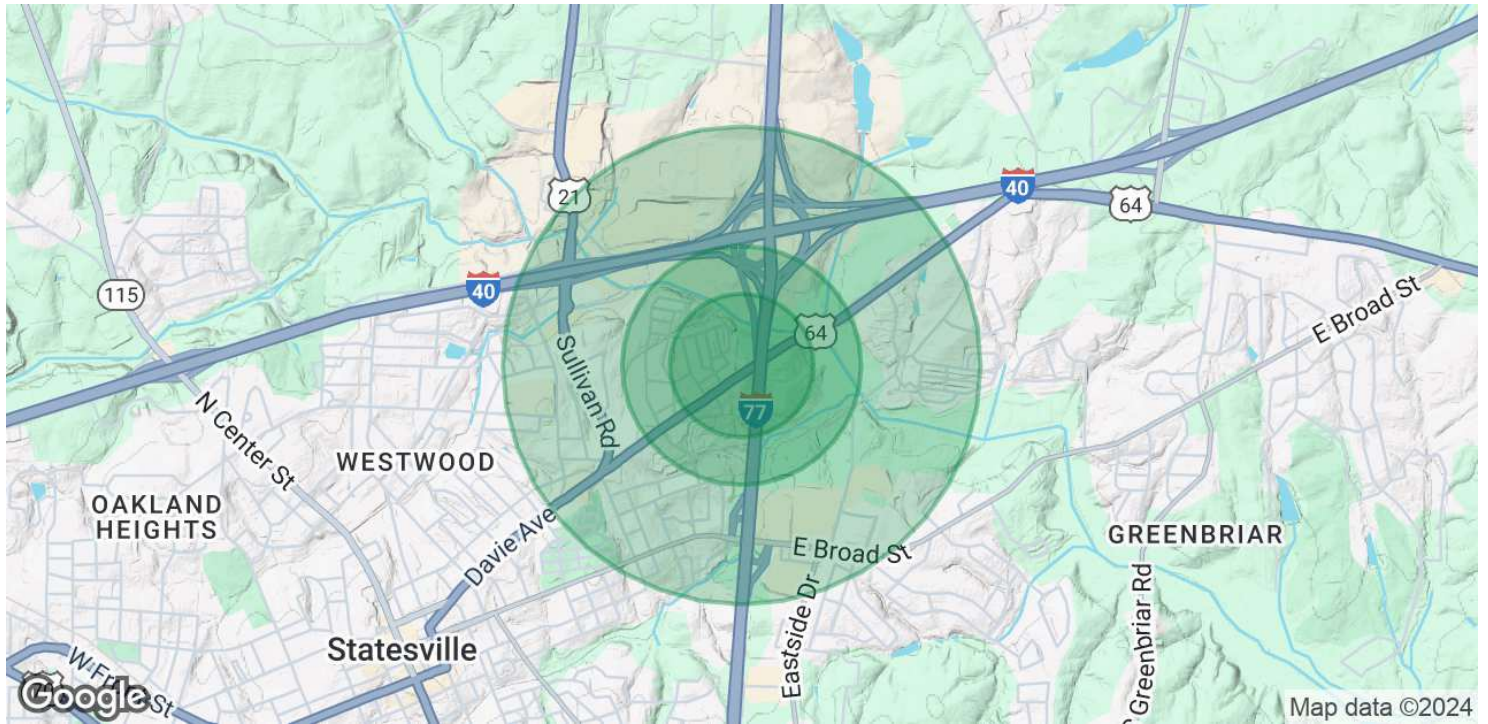 21
40
64
115
40
64
E Broad St
Sullivan Rd
77
N Center St
WESTWOOD
OAKLAND
HEIGHTS
Davie Ave
E Broad St
GREENBRIAR
Eastside Dr
Greenbriar Rd
Statesville
Google
Map data ©2024